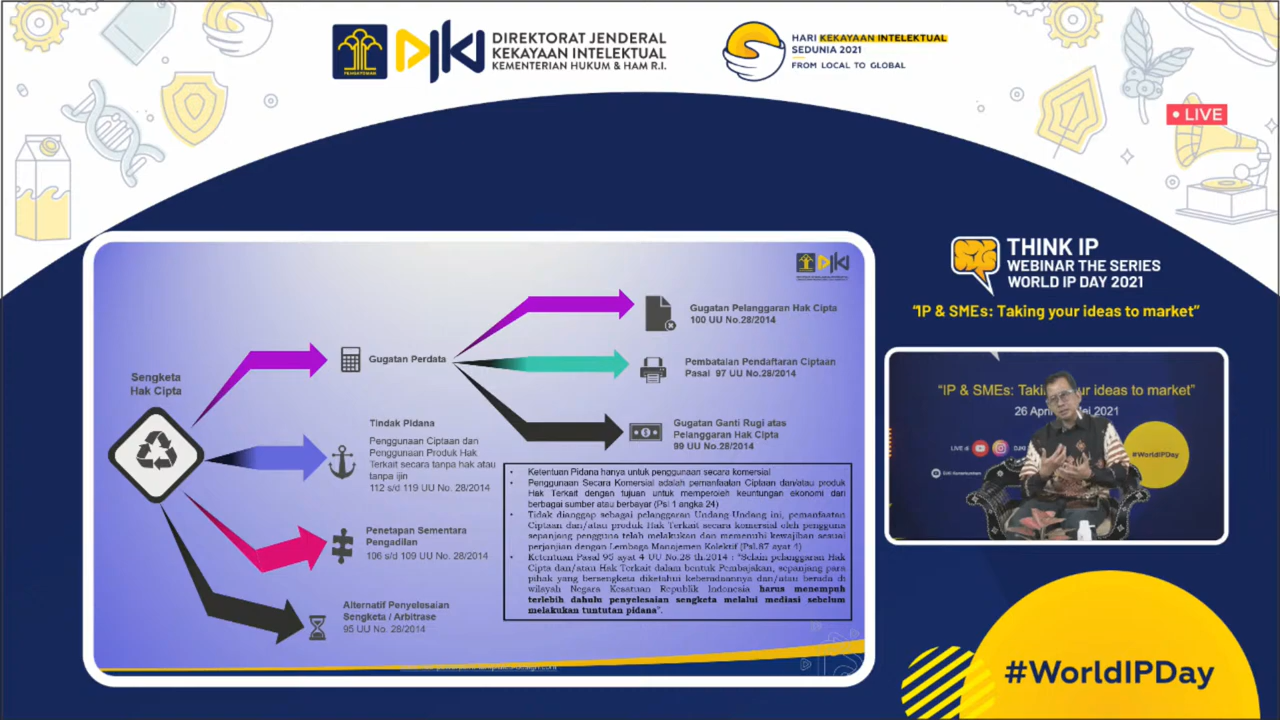 PENGAYOMAN
DJKI
DIREKTORAT JENDERAL
KEKAYAAN INTELEKTUAL
KEMENTERIAN HUKUM & HAM R.I.
HARI KEKAYAAN INTELEKTUAL
SEDUNIA 2021
FROM LOCAL TO GLOBAL
LIVE
THINK IP
WEBINAR THE SERIES
WORLD IP DAY 2021
“IP & SMEs: Taking your ideas to market”
DJKI
Sengketa
Hak Cipta
Gugatan Perdata
Gugatan Pelanggaran Hak Cipta
100 UU No.28/2014
Pembatalan Pendaftaran Ciptaan
Pasal 97 UU No.28/2014
Gugatan Ganti Rugi atas
Pelanggaran Hak Cipta
99 UU No.28/2014
Tindak Pidana
Penggunaan Ciptaan dan
Penggunaan Produk Hak
Terkait secara tanpa hak atau
tanpa ijin
112 s/d 119 UU No. 28/2014
Penetapan Sementara
Pengadilan
106 s/d 109 UU No. 28/2014
Alternatif Penyelesaian
Sengketa / Arbitrase
95 UU No. 28/2014
• Ketentuan Pidana hanya untuk penggunaan secara komersial
• Penggunaan Secara Komersial adalah pemanfaatan Ciptaan dan/atau produk
Hak Terkait dengan tujuan untuk memperoleh keuntungan ekonomi dari
berbagai sumber atau berbayar (Psl 1 angka 24)
• Tidak dianggap sebagai pelanggaran Undang-Undang ini, pemanfaatan
Ciptaan dan/atau produk Hak Terkait secara komersial oleh pengguna
sepanjang pengguna telah melakukan dan memenuhi kewajiban sesuai
perjanjian dengan Lembaga Manajemen Kolektif (Psl.87 ayat 4)
• Ketentuan Pasal 95 ayat 4 UU No.28 th.2014 : “Selain pelanggaran Hak
Cipta dan/atau Hak Terkait dalam bentuk Pembajakan, sepanjang para
pihak yang bersengketa diketahui keberadaannya dan/atau berada di
wilayah Negara Kesatuan Republik Indonesia harus menempuh
terlebih dahulu penyelesaian sengketa melalui mediasi sebelum
melakukan tuntutan pidana”.
“IP & SMEs: Taking your ideas to market”
26 April 2021
LIVE di
#WorldIPDay
#WorldIPDay